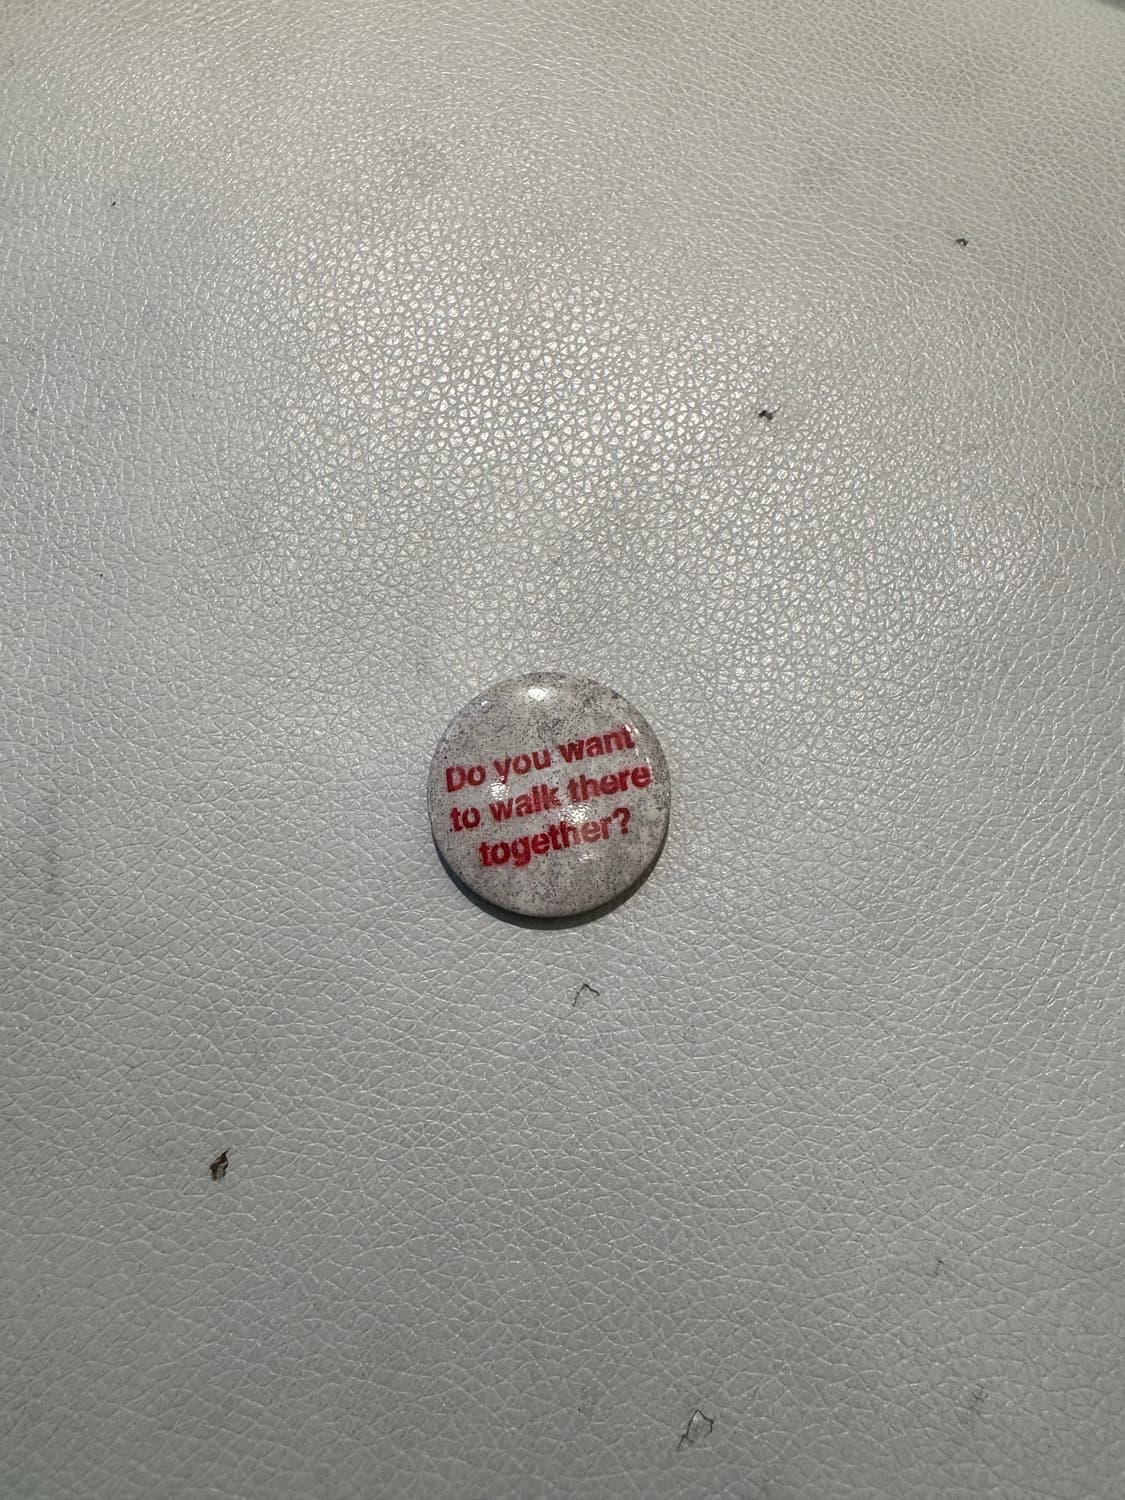 Do you want
to walk there
together?